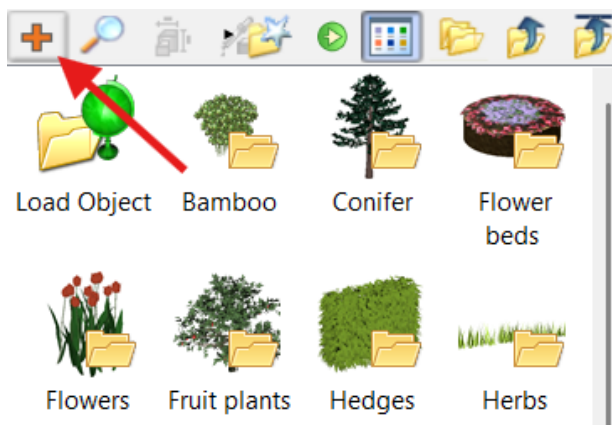 Load Object
Bamboo
Conifer
Flower
beds
Flowers
Fruit plants
Hedges
Herbs